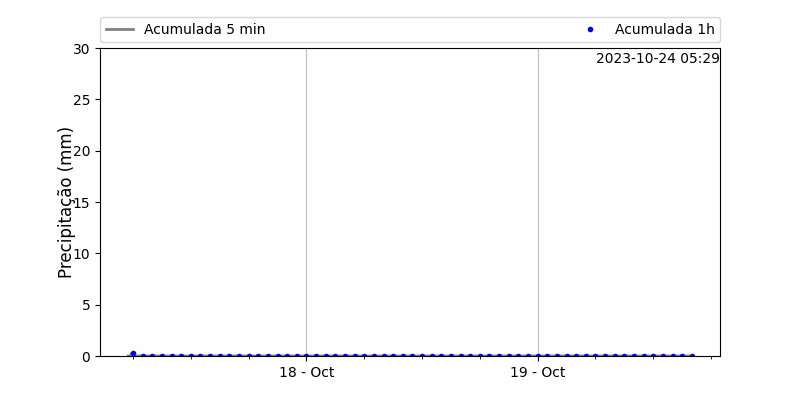 Acumulada 5 min
Acumulada 1h
2023-10-24 05:29
Precipitação (mm)
30
25
20
15
10
5
0
18 - Oct
19 - Oct